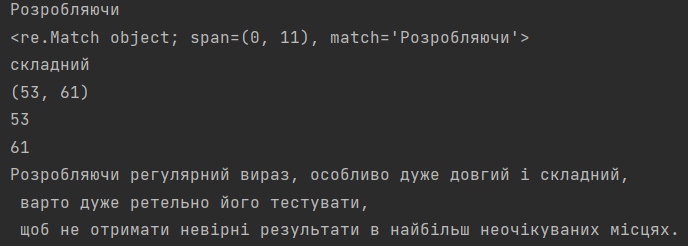 Розробляючи
<re.Match object; span=(0, 11), match='Розробляючи'>
складний
(53, 61)
53
61
Розробляючи регулярний вираз, особливо дуже довгий і складний,
 варто дуже ретельно його тестувати,
 щоб не отримати невірні результати в найбільш неочікуваних місцях.